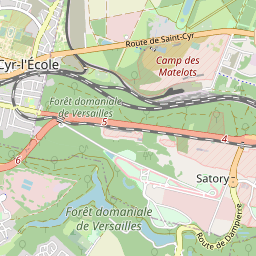 Route de Saint-Cyr
Cyr-l'École
Camp des
Matelots
Forêt domaniale
de Versailles
5
4
6
Satory
Forêt domaniale
de Versailles
Route de Dampierre